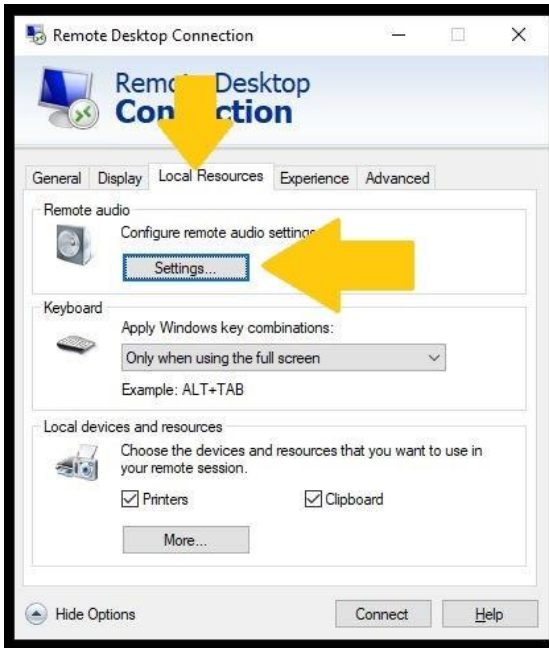 Remote Desktop Connection
Desktop
General Display Local Resources Experience Advanced
Remote audio
Configure remote audio settings
Settings...
Keyboard
Apply Windows key combinations:
Only when using the full screen
Example: ALT+TAB
Local devices and resources
Choose the devices and resources that you want to use in
your remote session.
Printers Clipboard
More...
Hide Options Connect Help